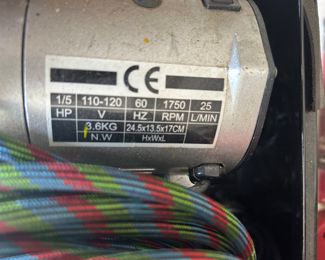 CE
1/5 110-120 60 1750 25
HP V HZ RPM L/MIN
3.6KG 24.5x13.5x17CM
N.W HxWxL